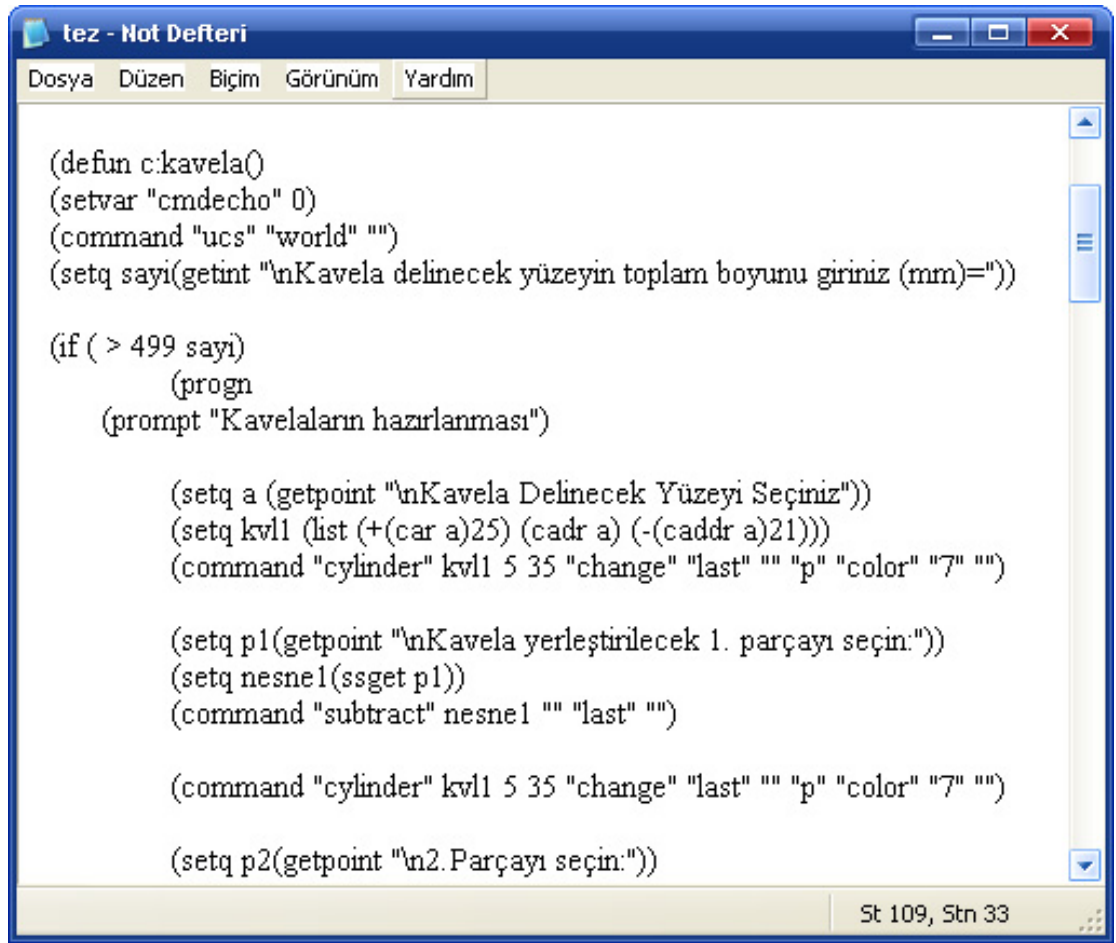 tez - Not Defteri
Dosya Düzen Biçim Görünüm Yardım
(defun c:kavela()
(setvar "cmdecho" 0)
(command "ucs" "world" "")
(setq sayi(getint "\nKavela delinecek yüzeyin toplam boyunu giriniz (mm)="))
(if ( > 499 sayi)
(progn
(prompt "Kavelaların hazırlanması")
(setq a (getpoint "\nKavela Delinecek Yüzeyi Seçiniz"))
(setq kvl1 (list (+(car a)25) (cadr a) (-(caddr a)21)))
(command "cylinder" kvl1 5 35 "change" "last" "" "p" "color" "7" "")
(setq p1(getpoint "\nKavela yerleştirilecek 1. parçayı seçin:"))
(setq nesne1(ssget p1))
(command "subtract" nesne1 "" "last" "")
(command "cylinder" kvl1 5 35 "change" "last" "" "p" "color" "7" "")
(setq p2(getpoint "\n2.Parçayı seçin:"))
St 109, Stn 33